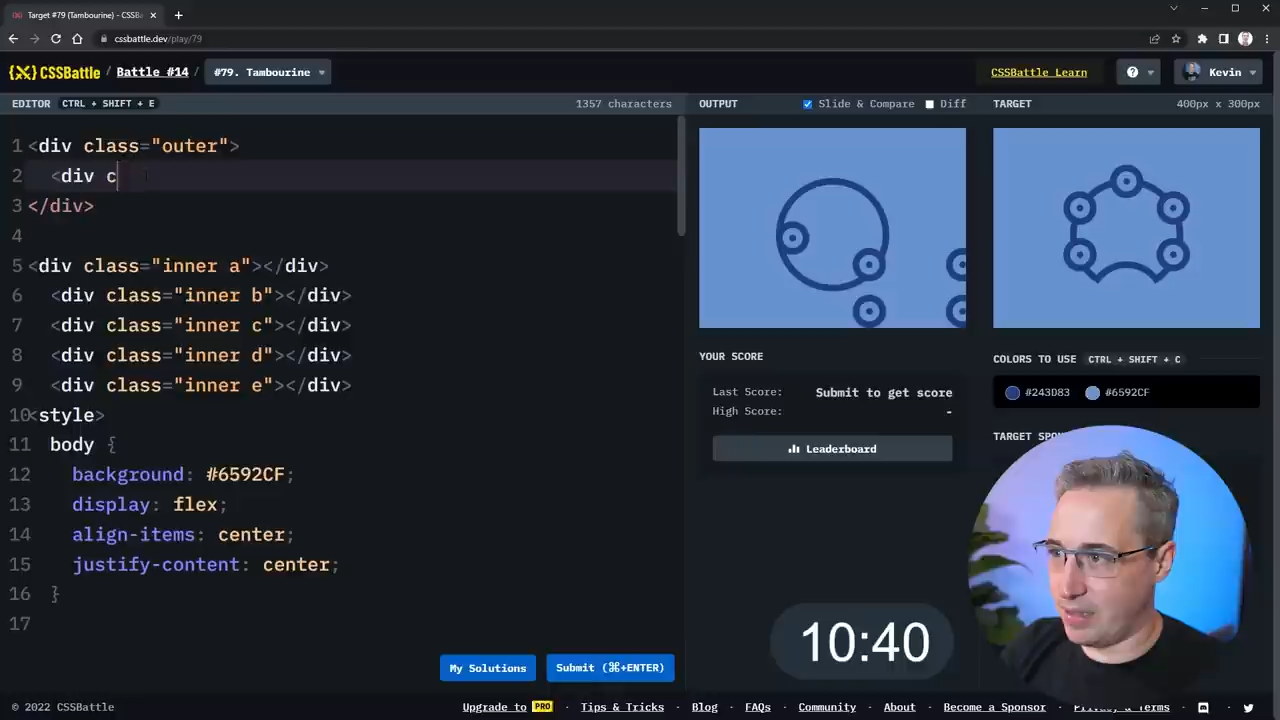 Target #79 (Tambourine) - CSSB
cssbattle.dev/play/79
{X} CSSBattle / Battle #14 / #79. Tambourine
CSSBattle Learn
? Kevin
EDITOR CTRL + SHIFT + E 1357 characters
OUTPUT Slide & Compare Diff
TARGET 400px x 300px
1 <div class="outer">
2 <div c
3 </div>
4
5 <div class="inner a"></div>
6 <div class="inner b"></div>
7 <div class="inner c"></div>
8 <div class="inner d"></div>
9 <div class="inner e"></div>
10 <style>
11 body {
12 background: #6592CF;
13 display: flex;
14 align-items: center;
15 justify-content: center;
16 }
17
YOUR SCORE
Last Score: Submit to get score
High Score: -
Leaderboard
COLORS TO USE CTRL + SHIFT + C
#243D83 #6592CF
TARGET SPON
10:40
My Solutions Submit (⌘+ENTER)
© 2022 CSSBattle
Upgrade to PRO · Tips & Tricks · Blog · FAQs · Community · About · Become a Sponsor · Privacy & Terms